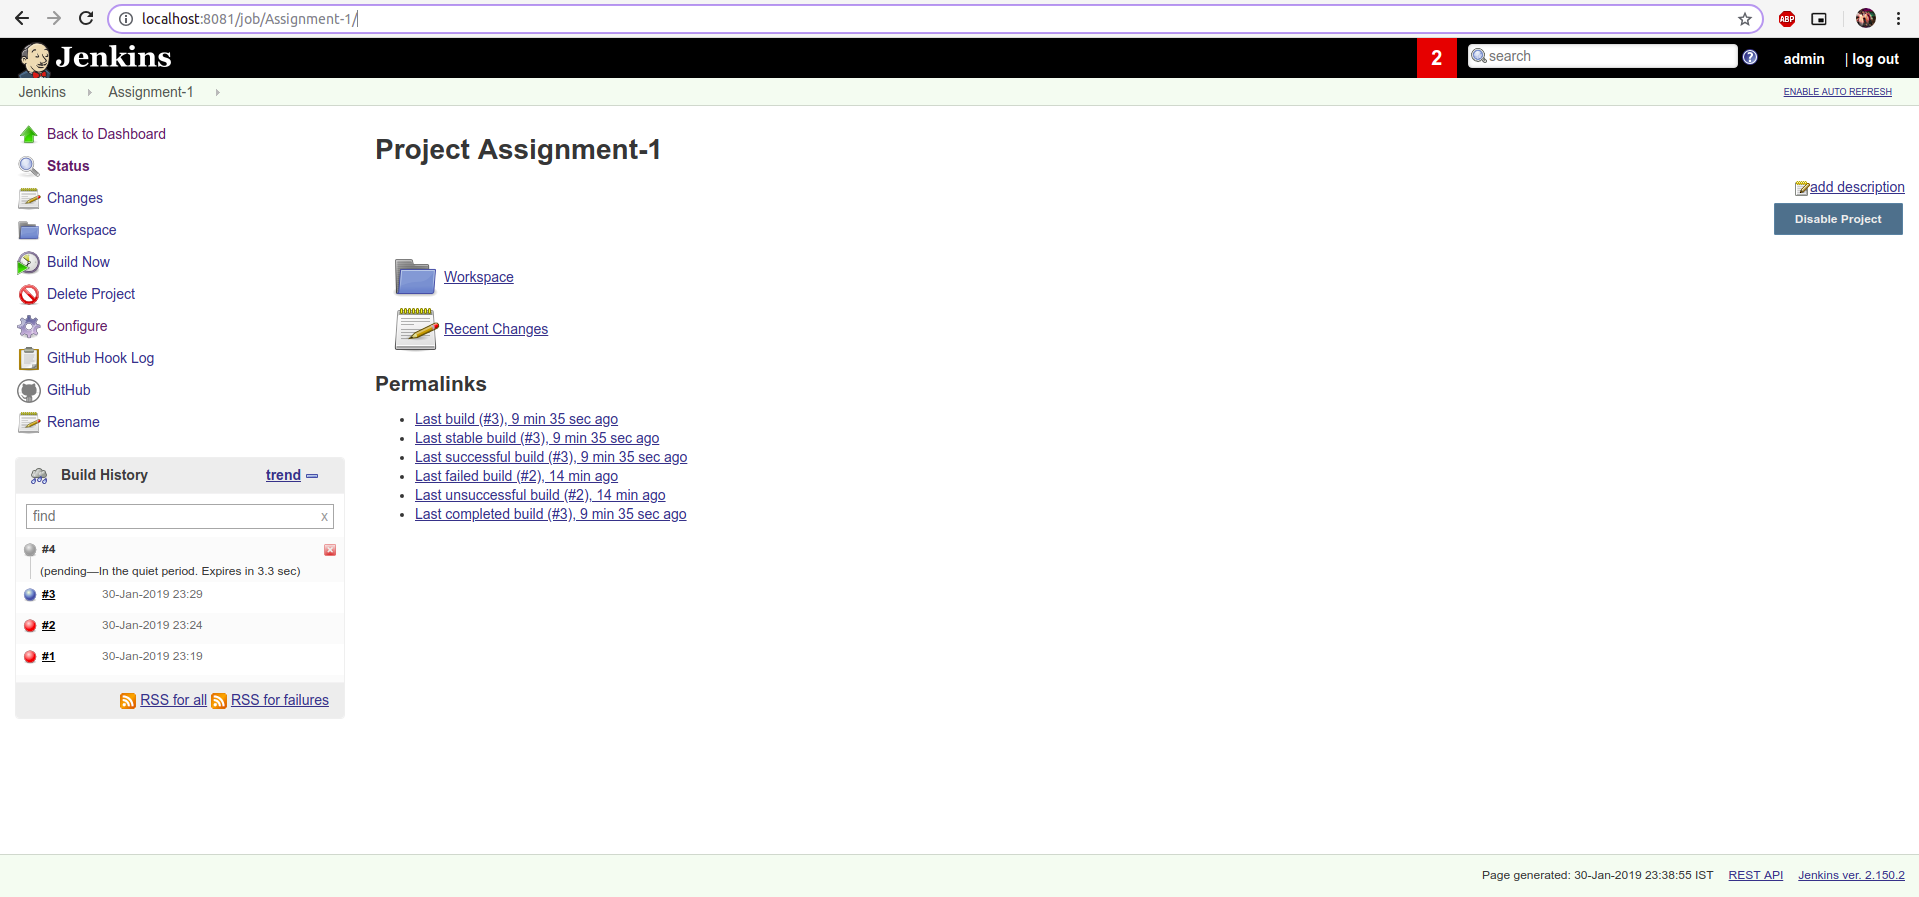 localhost:8081/job/Assignment-1/
ABP
Jenkins
2
search
?
admin
| log out
Jenkins
Assignment-1
ENABLE AUTO REFRESH
Back to Dashboard
Status
Changes
Workspace
Build Now
Delete Project
Configure
GitHub Hook Log
GitHub
Rename
Build History
trend
find
x
#4
(pending—In the quiet period. Expires in 3.3 sec)
#3 30-Jan-2019 23:29
#2 30-Jan-2019 23:24
#1 30-Jan-2019 23:19
RSS for all
RSS for failures
Project Assignment-1
add description
Disable Project
Workspace
Recent Changes
Permalinks
Last build (#3), 9 min 35 sec ago
Last stable build (#3), 9 min 35 sec ago
Last successful build (#3), 9 min 35 sec ago
Last failed build (#2), 14 min ago
Last unsuccessful build (#2), 14 min ago
Last completed build (#3), 9 min 35 sec ago
Page generated: 30-Jan-2019 23:38:55 IST
REST API
Jenkins ver. 2.150.2